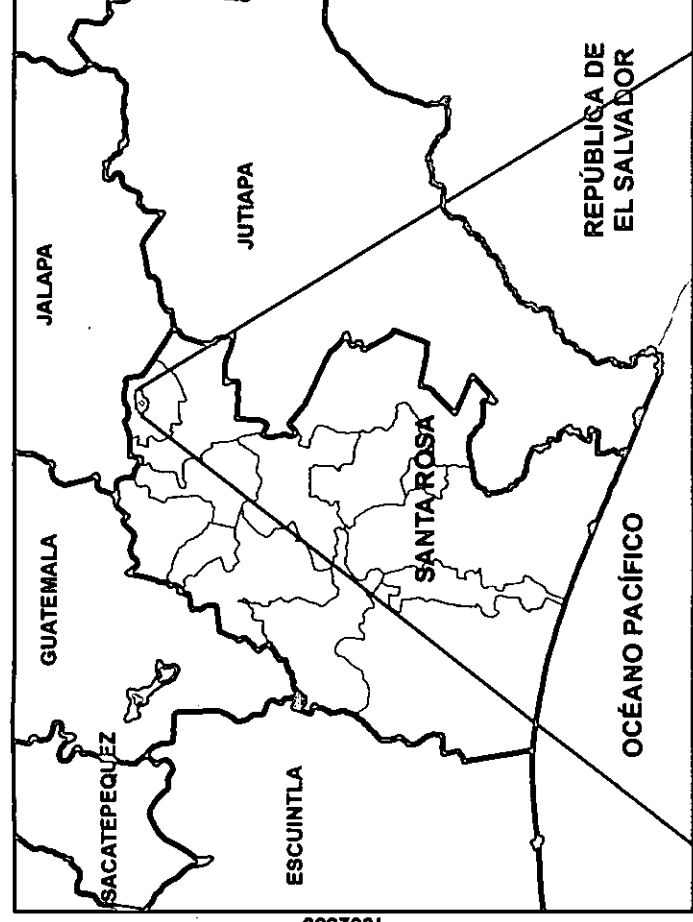 JALAPA
JUTIAPA
REPÚBLICA DE
EL SALVADOR
GUATEMALA
SANTA ROSA
SACATEPEQUEZ
ESCUINTLA
OCÉANO PACÍFICO